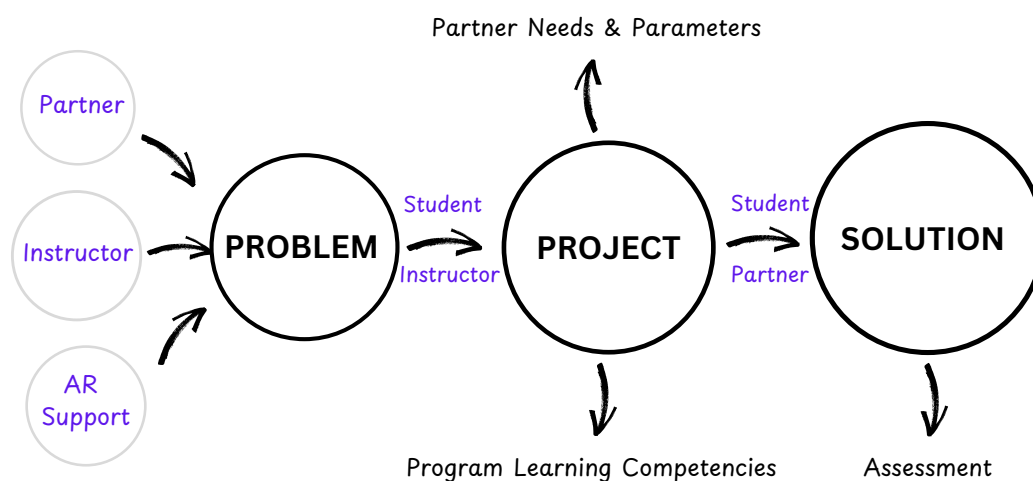 Partner Needs & Parameters
Partner
Instructor
AR
Support
PROBLEM
Student
Instructor
PROJECT
Student
Partner
SOLUTION
Program Learning Competencies
Assessment